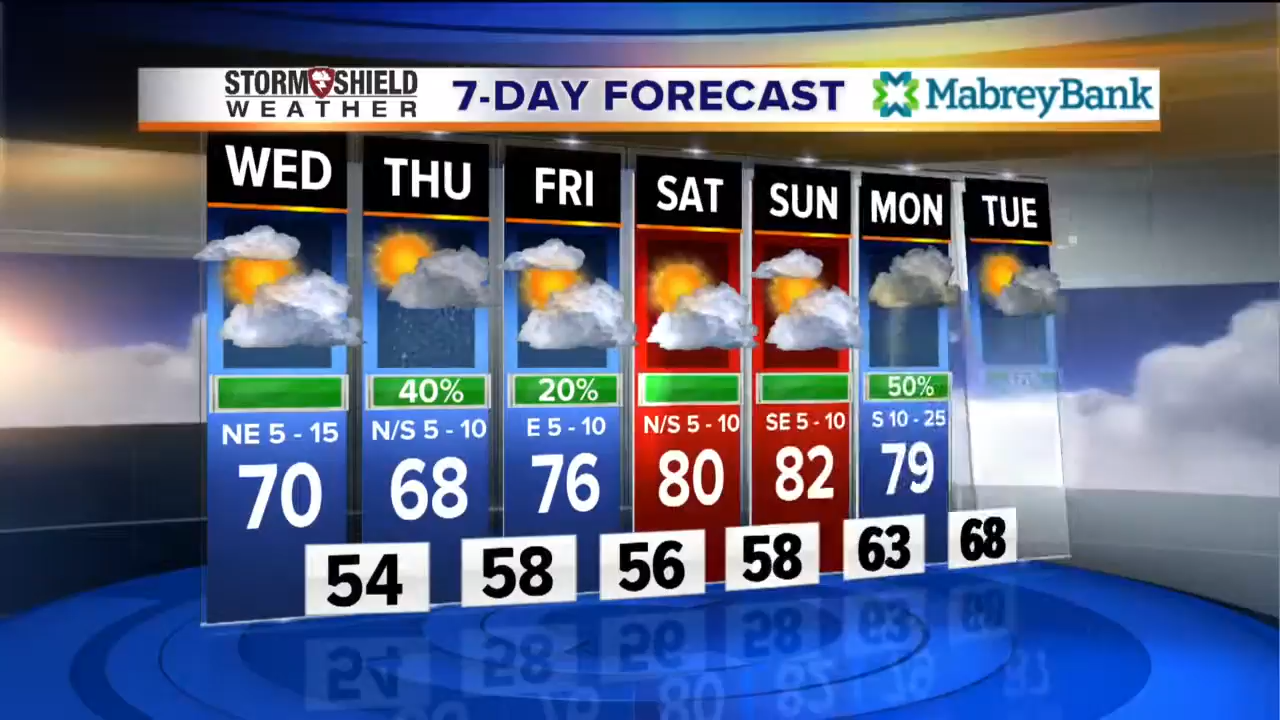 STORM SHIELD
WEATHER
7-DAY FORECAST
MabreyBank
WED THU FRI SAT SUN MON TUE
40% 20% 50%
NE 5 - 15 N/S 5 - 10 E 5 - 10 N/S 5 - 10 SE 5 - 10 S 10 - 25
70 68 76 80 82 79
54 58 56 58 63 68